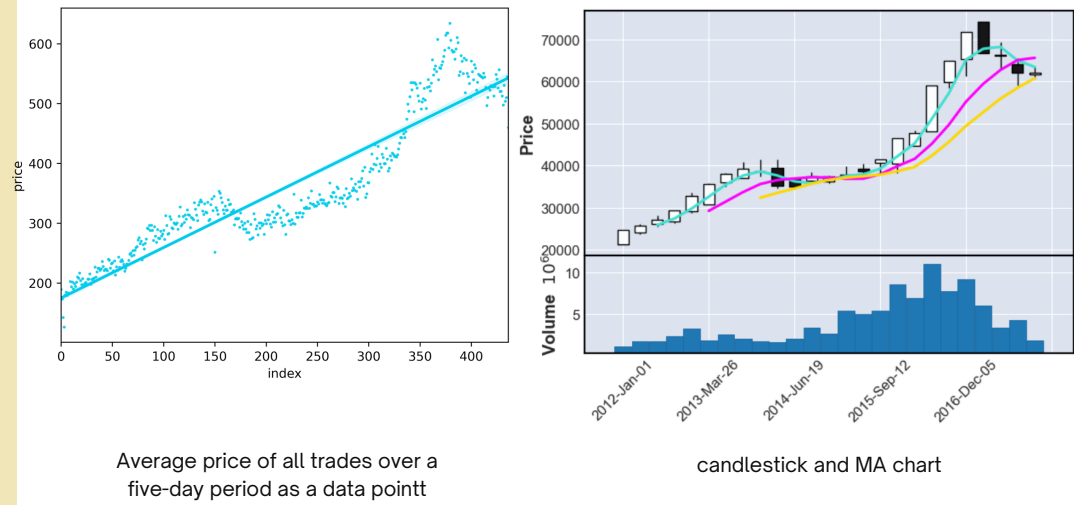 600
500
400
300
200
price
0
50
100
150
200
250
300
350
400
index
Average price of all trades over a
five-day period as a data pointt
70000
60000
50000
40000
30000
20000
Price
10
5
Volume 10^6
2012-Jan-01
2013-Mar-26
2014-Jun-19
2015-Sep-12
2016-Dec-05
candlestick and MA chart